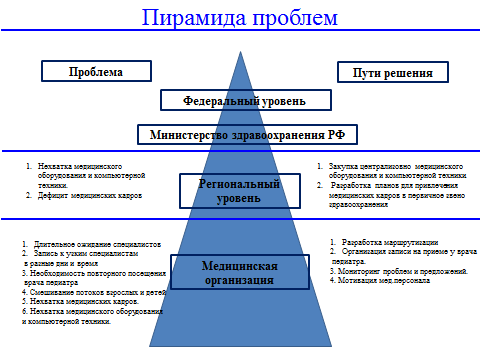 Пирамида проблем
Проблема
Пути решения
Федеральный уровень
Министерство здравоохранения РФ
1. Нехватка медицинского
оборудования и компьютерной
техники.
2. Дефицит медицинских кадров
Региональный
уровень
1. Закупка централизовно медицинского
оборудования и компьютерной техники
2. Разработка планов для привлечения
медицинских кадров в первичное звено
здравоохранения
1. Длительное ожидание специалистов
2. Запись к узким специалистам
в разные дни и время
3. Необходимость повторного посещения
врача педиатра
4. Смешивание потоков взрослых и детей
5. Нехватка медицинских кадров.
6. Нехватка медицинского оборудования
и компьютерной техники.
Медицинская
организация
1. Разработка маршрутизации
2. Организация записи на прием е у врача
педиатра.
3. Мониторинг проблем и предложений.
4. Мотивация мед.персонала